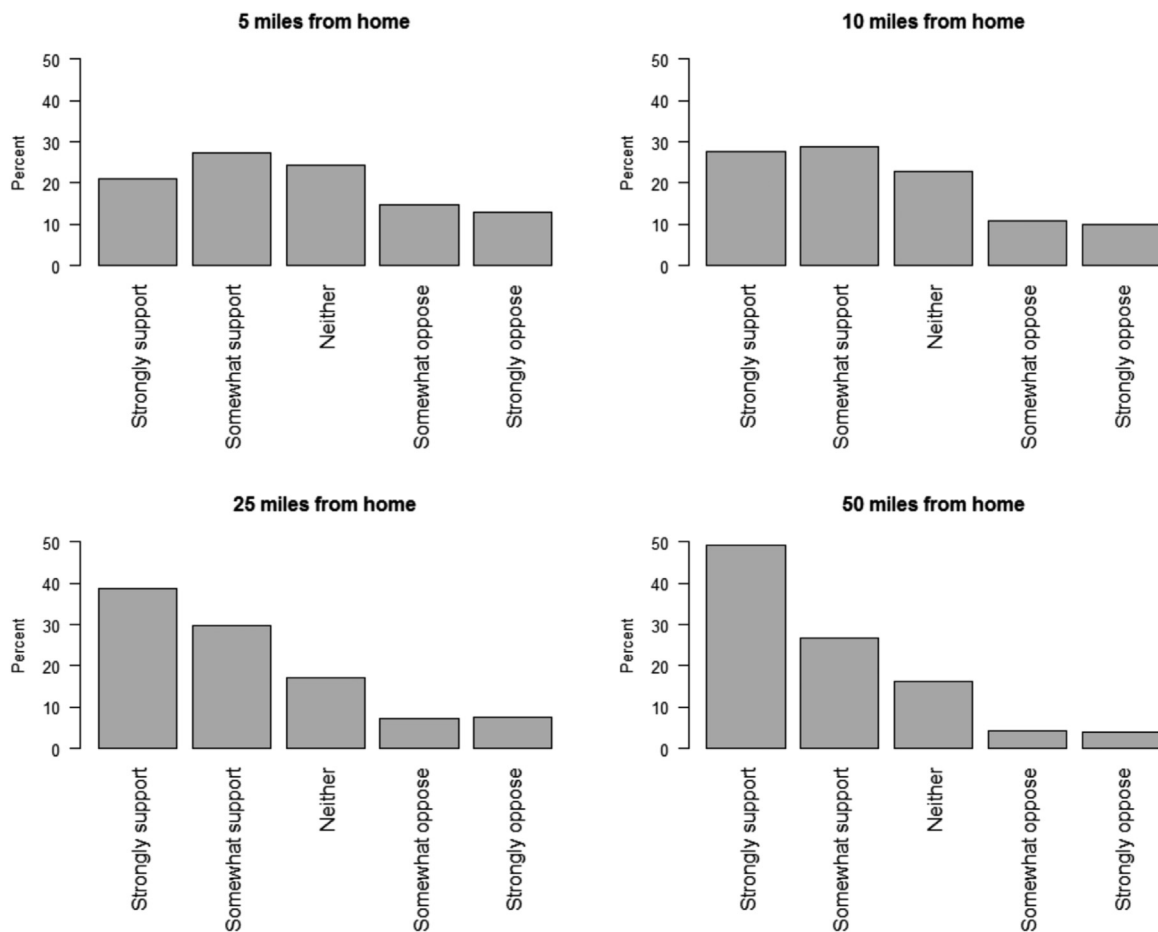 5 miles from home
50
40
30
20
10
0
Percent
Strongly support
Somewhat support
Neither
Somewhat oppose
Strongly oppose
10 miles from home
50
40
30
20
10
0
Percent
Strongly support
Somewhat support
Neither
Somewhat oppose
Strongly oppose
25 miles from home
50
40
30
20
10
0
Percent
Strongly support
Somewhat support
Neither
Somewhat oppose
Strongly oppose
50 miles from home
50
40
30
20
10
0
Percent
Strongly support
Somewhat support
Neither
Somewhat oppose
Strongly oppose